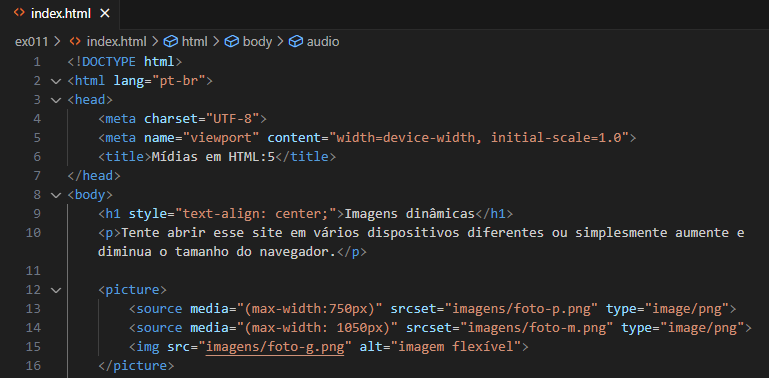 index.html
ex011 > index.html > html > body > audio
1 <!DOCTYPE html>
2 <html lang="pt-br">
3 <head>
4 <meta charset="UTF-8">
5 <meta name="viewport" content="width=device-width, initial-scale=1.0">
6 <title>Mídias em HTML:5</title>
7 </head>
8 <body>
9 <h1 style="text-align: center;">Imagens dinâmicas</h1>
10 <p>Tente abrir esse site em vários dispositivos diferentes ou simplesmente aumente e
diminua o tamanho do navegador.</p>
11
12 <picture>
13 <source media="(max-width:750px)" srcset="imagens/foto-p.png" type="image/png">
14 <source media="(max-width: 1050px)" srcset="imagens/foto-m.png" type="image/png">
15 <img src="imagens/foto-g.png" alt="imagem flexível">
16 </picture>